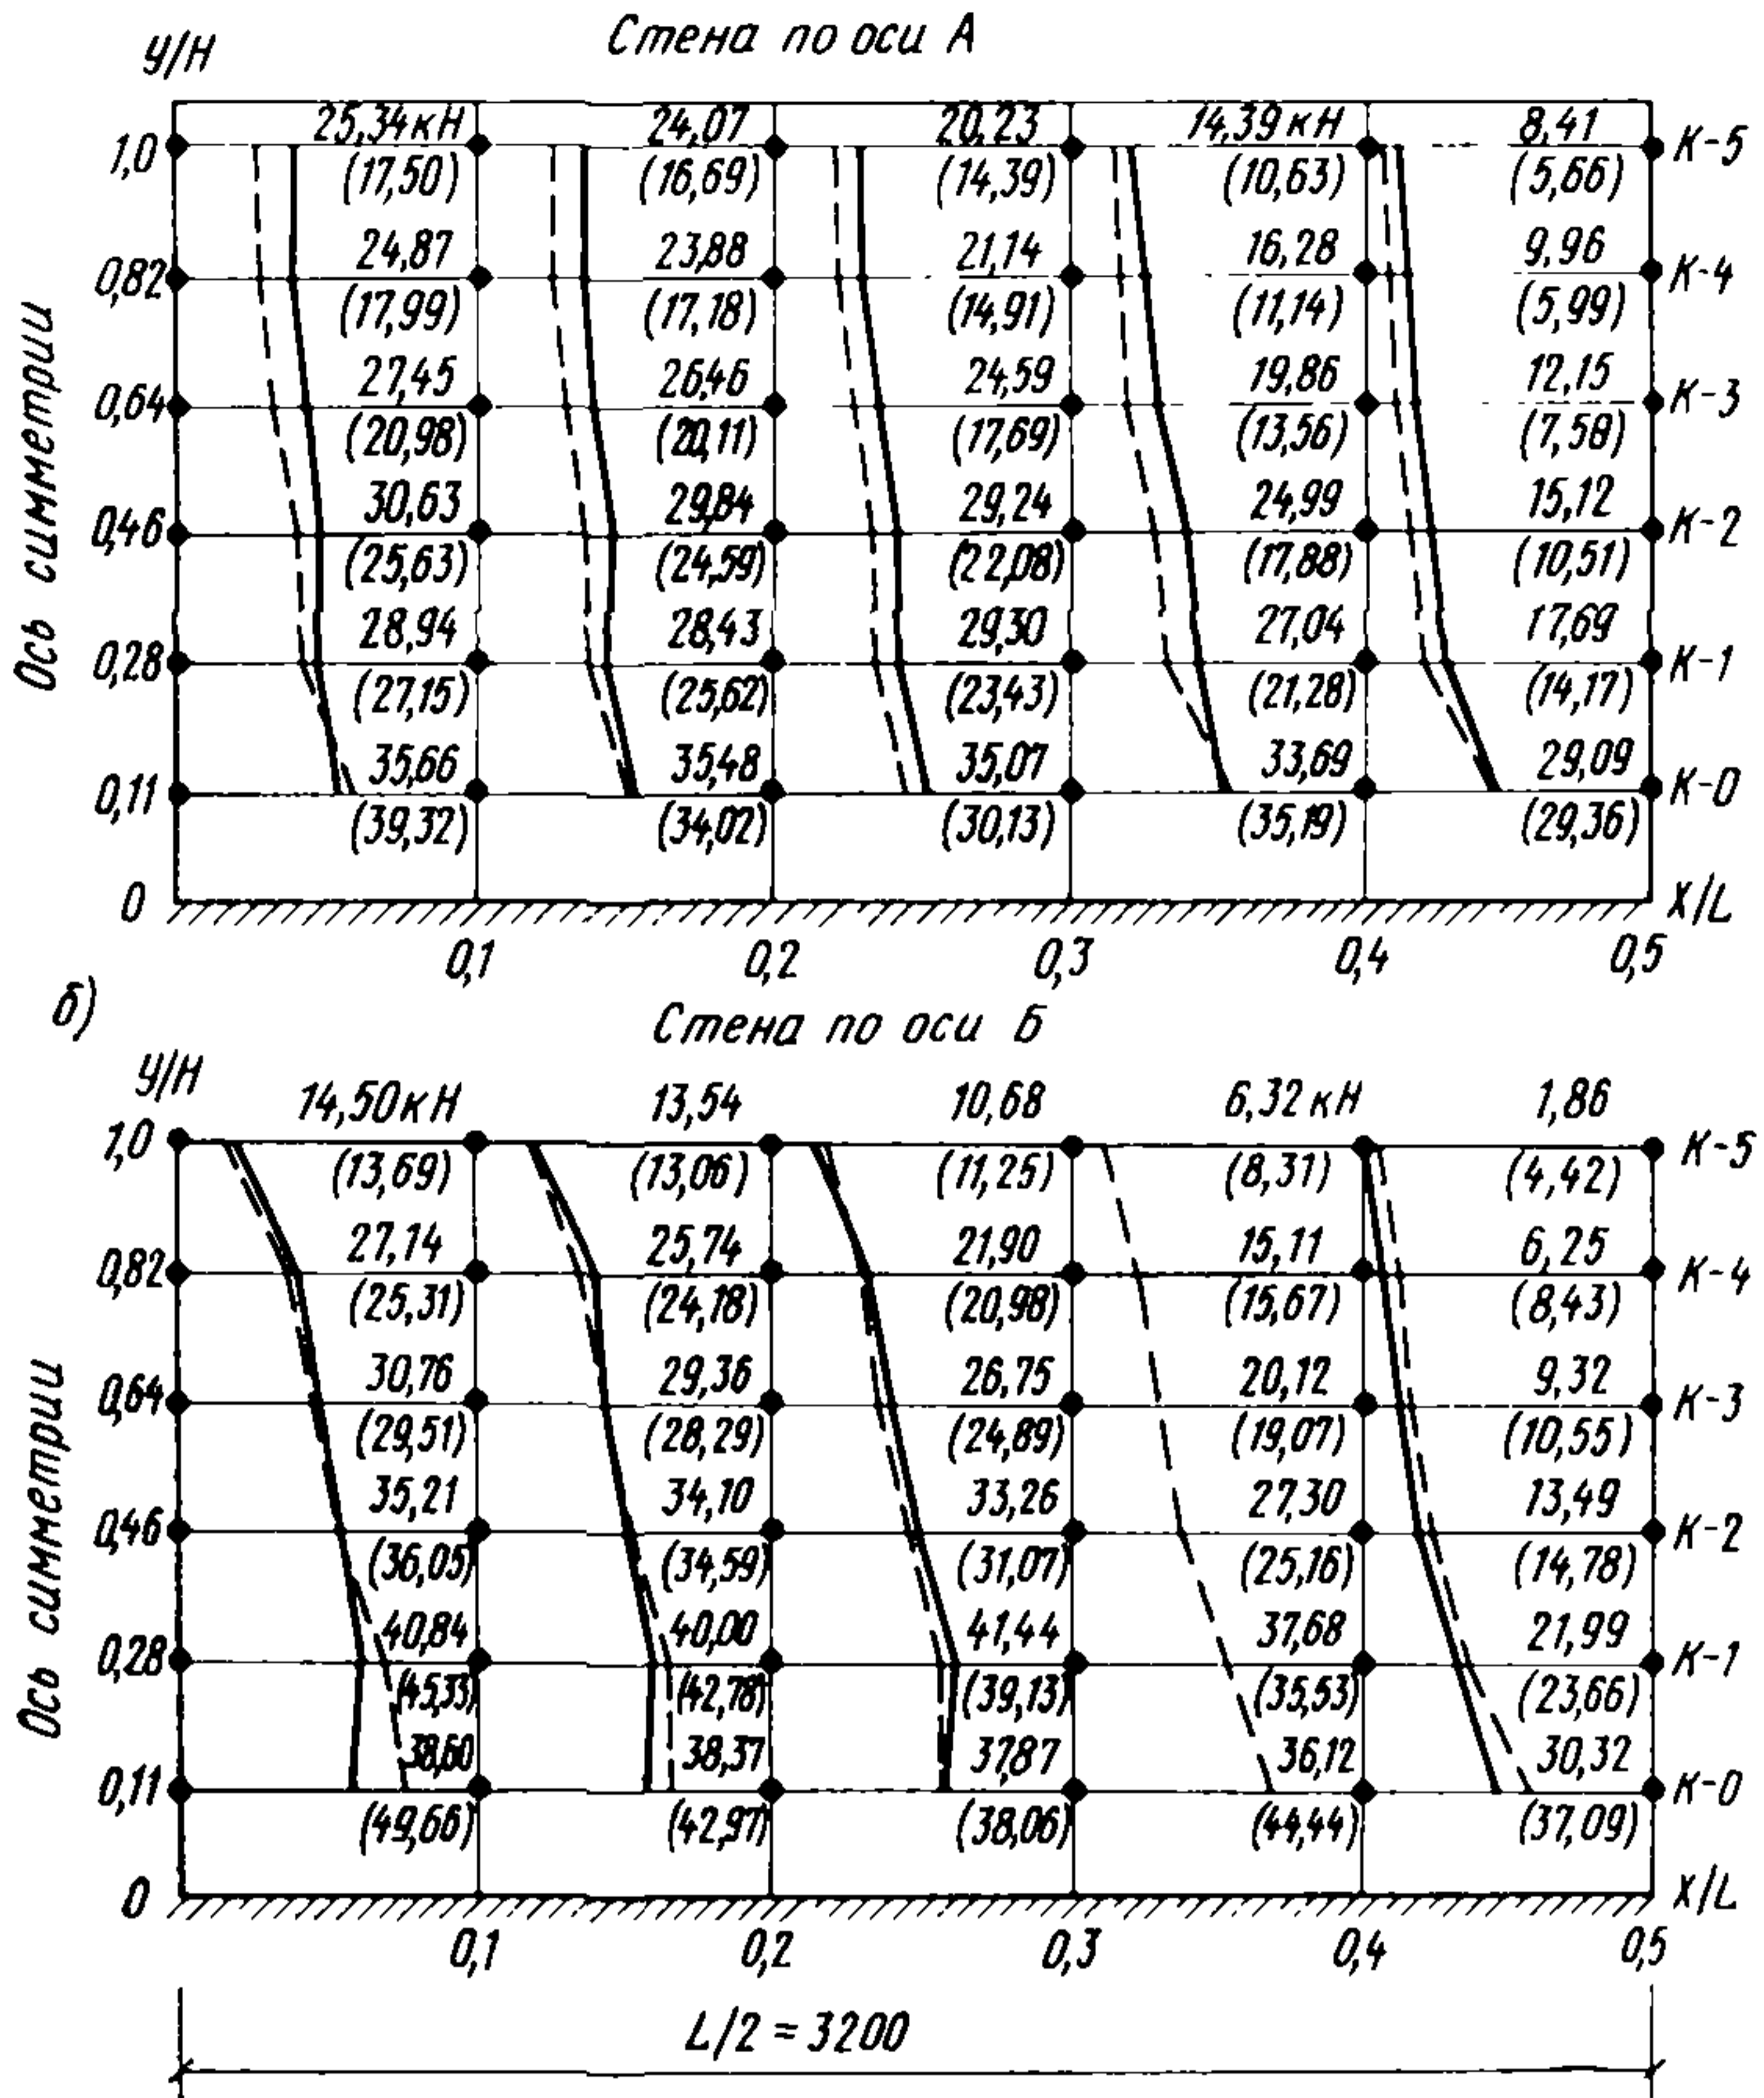 Стена по оси А
У/Н
25,34кН 24,07 20,23 14,39кН 8,41
1,0 К-5
(17,50) (16,69) (14,39) (10,63) (5,66)
24,87 23,88 21,14 16,28 9,96
0,82 К-4
(17,99) (17,18) (14,91) (11,14) (5,99)
27,45 26,46 24,59 19,86 12,15
0,64 К-3
(20,98) (20,11) (17,69) (13,56) (7,58)
30,63 29,84 29,24 24,99 15,12
0,46 К-2
(25,63) (24,59) (22,08) (17,88) (10,51)
28,94 28,43 29,30 27,04 17,69
0,28 К-1
(27,15) (25,62) (23,43) (21,28) (14,17)
35,66 35,48 35,07 33,69 29,09
0,11 К-0
(39,32) (34,02) (30,13) (35,19) (29,36)
0 Х/L
0,1 0,2 0,3 0,4 0,5
Ось симметрии
б)
Стена по оси Б
У/Н
14,50кН 13,54 10,68 6,32кН 1,86
1,0 К-5
(13,69) (13,06) (11,25) (8,31) (4,42)
27,14 25,74 21,90 15,11 6,25
0,82 К-4
(25,31) (24,18) (20,98) (15,67) (8,43)
30,76 29,36 26,75 20,12 9,32
0,64 К-3
(29,51) (28,29) (24,89) (19,07) (10,55)
35,21 34,10 33,26 27,30 13,49
0,46 К-2
(36,05) (34,59) (31,07) (25,16) (14,78)
40,84 40,00 41,44 37,68 21,99
0,28 К-1
(45,33) (42,78) (39,13) (35,53) (23,66)
38,60 38,37 37,87 36,12 30,32
0,11 К-0
(49,66) (42,97) (38,06) (44,44) (37,09)
0 Х/L
0,1 0,2 0,3 0,4 0,5
Ось симметрии
L/2 = 3200